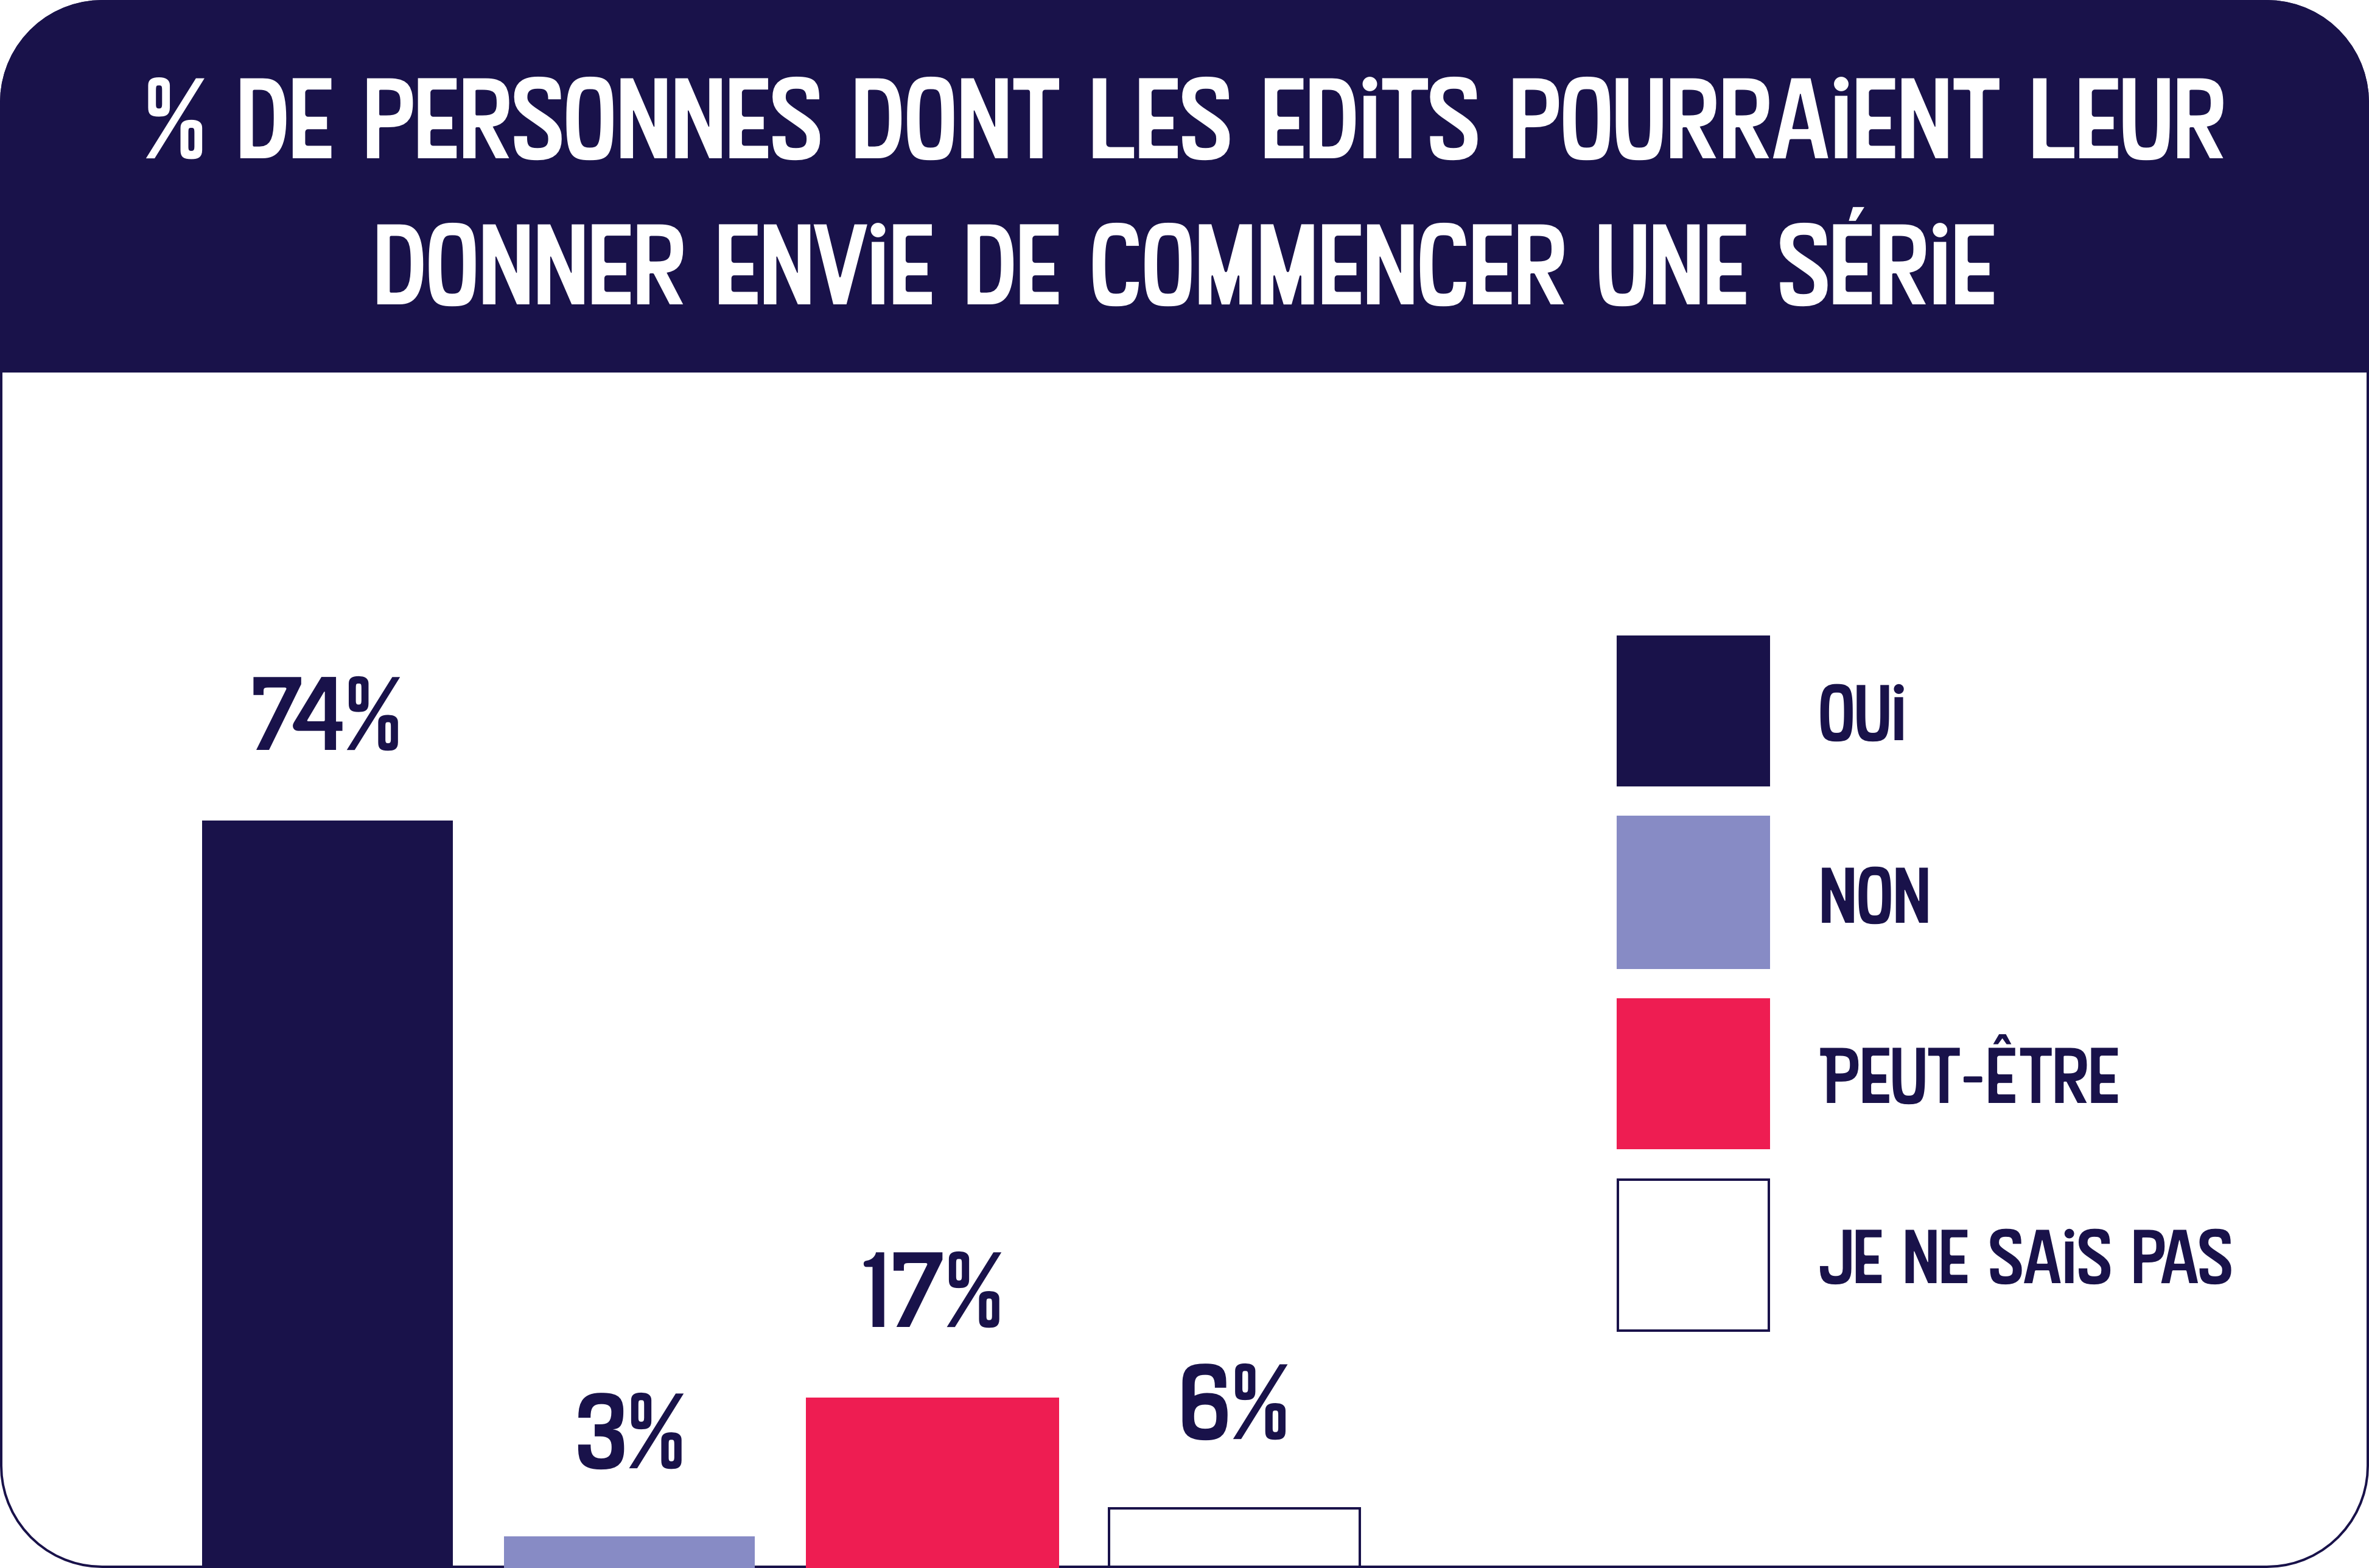 % DE PERSONNES DONT LES EDiTS POURRAiENT LEUR
DONNER ENViE DE COMMENCER UNE SÉRiE
74%
3%
17%
6%
OUi
NON
PEUT-ÊTRE
JE NE SAiS PAS